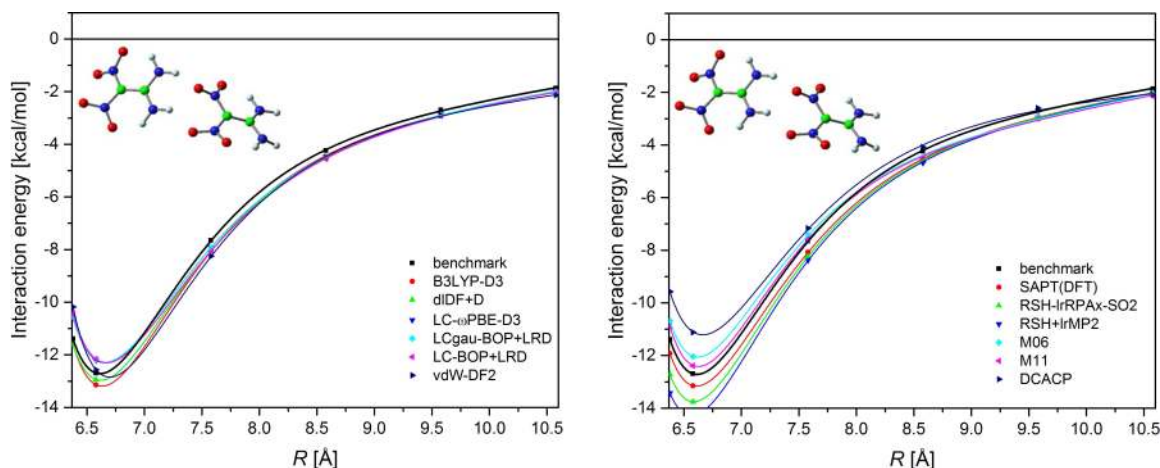 0
-2
-4
-6
-8
-10
-12
-14
Interaction energy [kcal/mol]
benchmark
B3LYP-D3
dlDF+D
LC-ωPBE-D3
LCgau-BOP+LRD
LC-BOP+LRD
vdW-DF2
6.5 7.0 7.5 8.0 8.5 9.0 9.5 10.0 10.5
R [Å]
0
-2
-4
-6
-8
-10
-12
-14
Interaction energy [kcal/mol]
benchmark
SAPT(DFT)
RSH-lrRPAx-SO2
RSH+lrMP2
M06
M11
DCACP
6.5 7.0 7.5 8.0 8.5 9.0 9.5 10.0 10.5
R [Å]